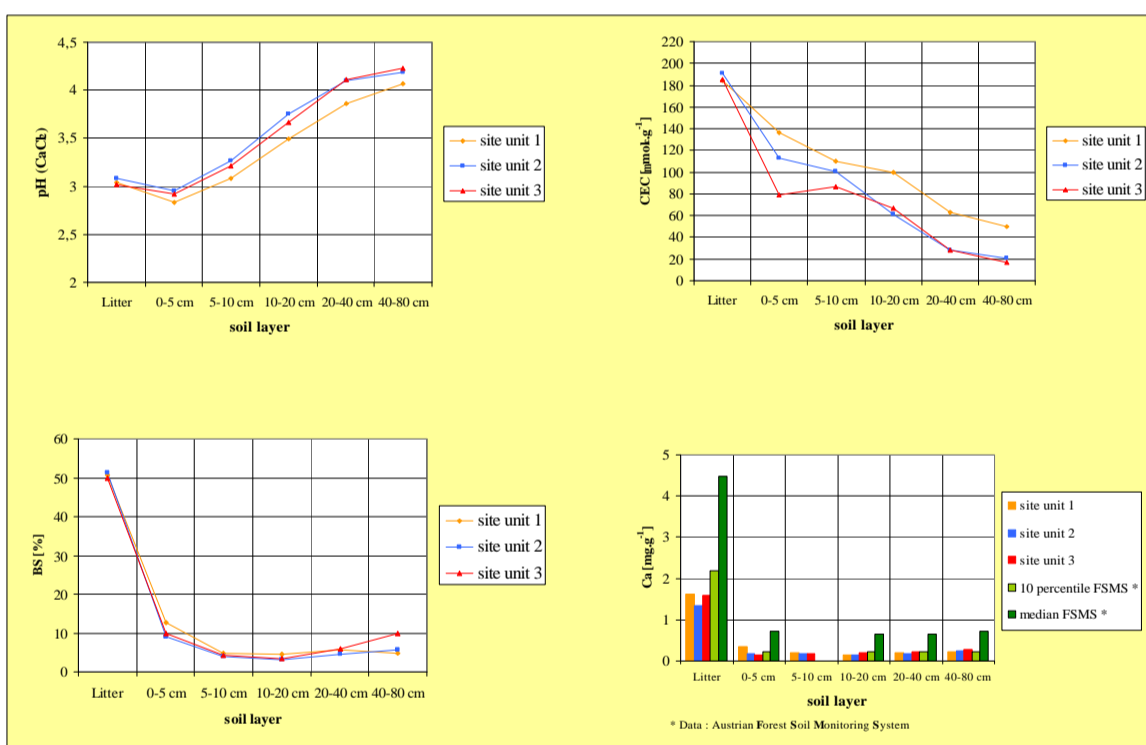 4,5
4
3,5
3
2,5
2
pH (CaCl₂)
Litter 0-5 cm 5-10 cm 10-20 cm 20-40 cm 40-80 cm
soil layer
site unit 1
site unit 2
site unit 3
220
200
180
160
140
120
100
80
60
40
20
0
CEC [mmol.g⁻¹]
Litter 0-5 cm 5-10 cm 10-20 cm 20-40 cm 40-80 cm
soil layer
site unit 1
site unit 2
site unit 3
60
50
40
30
20
10
0
BS [%]
Litter 0-5 cm 5-10 cm 10-20 cm 20-40 cm 40-80 cm
soil layer
site unit 1
site unit 2
site unit 3
5
4
3
2
1
0
Ca [mg.g⁻¹]
Litter 0-5 cm 5-10 cm 10-20 cm 20-40 cm 40-80 cm
soil layer
site unit 1
site unit 2
site unit 3
10 percentile FSMS *
median FSMS *
* Data : Austrian Forest Soil Monitoring System